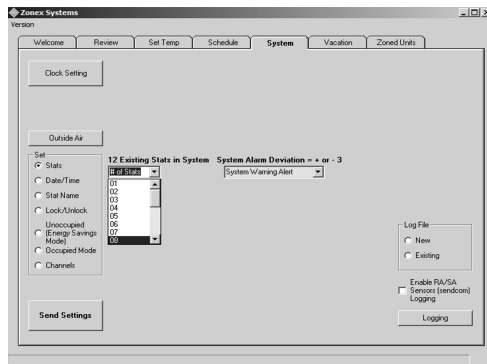 Zonex Systems
Version
Welcome
Review
Set Temp
Schedule
System
Vacation
Zoned Units
Clock Setting
Outside Air
Set
Stats
Date/Time
Stat Name
Lock/Unlock
Unoccupied
(Energy Savings
Mode)
Occupied Mode
Channels
Send Settings
12 Existing Stats in System
# of Stats
01
02
03
04
05
06
07
08
System Alarm Deviation = + or - 3
System Warning Alert
Log File
New
Existing
Enable RA/SA
Sensors (sendcom)
Logging
Logging